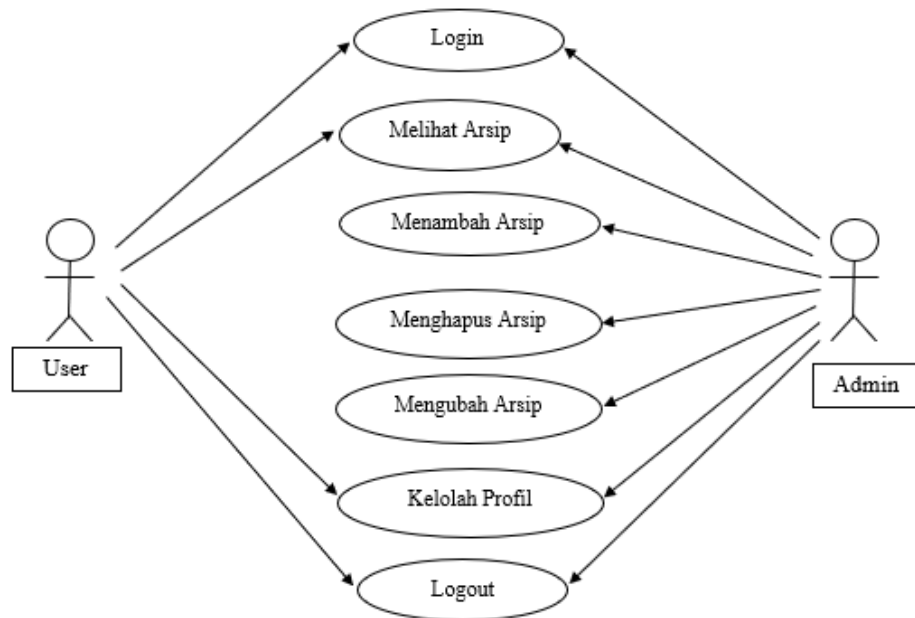 Login
Melihat Arsip
Menambah Arsip
Menghapus Arsip
User
Admin
Mengubah Arsip
Kelolah Profil
Logout